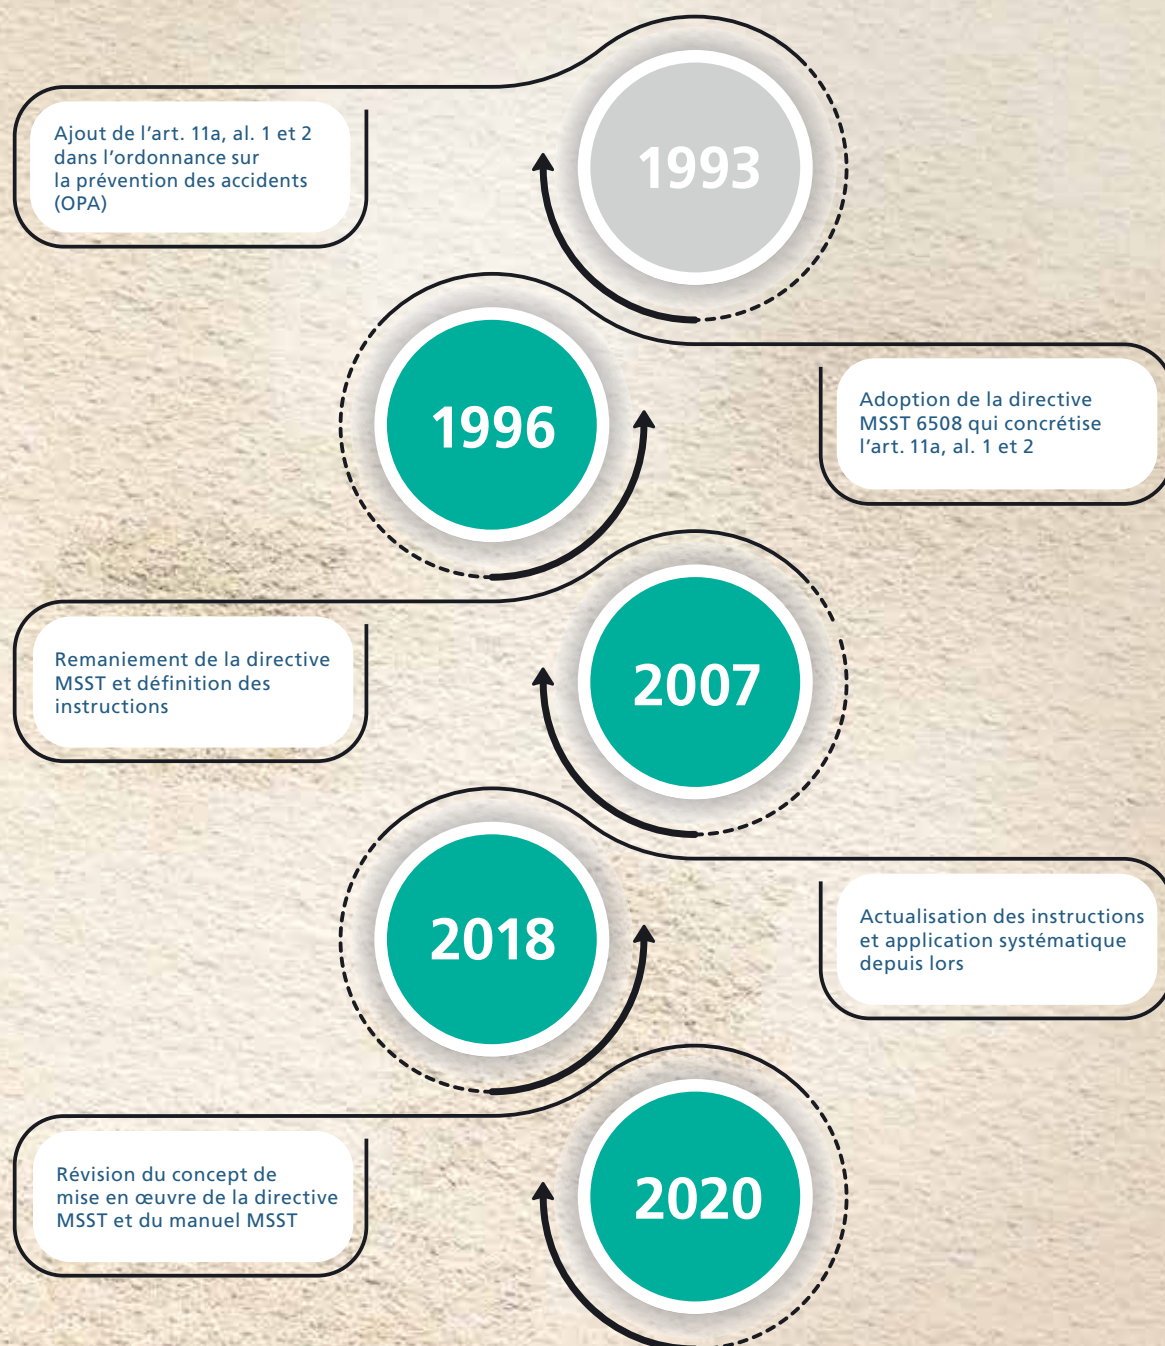 1993
Ajout de l'art. 11a, al. 1 et 2
dans l'ordonnance sur
la prévention des accidents
(OPA)
1996
Adoption de la directive
MSST 6508 qui concrétise
l'art. 11a, al. 1 et 2
2007
Remaniement de la directive
MSST et définition des
instructions
2018
Actualisation des instructions
et application systématique
depuis lors
2020
Révision du concept de
mise en œuvre de la directive
MSST et du manuel MSST